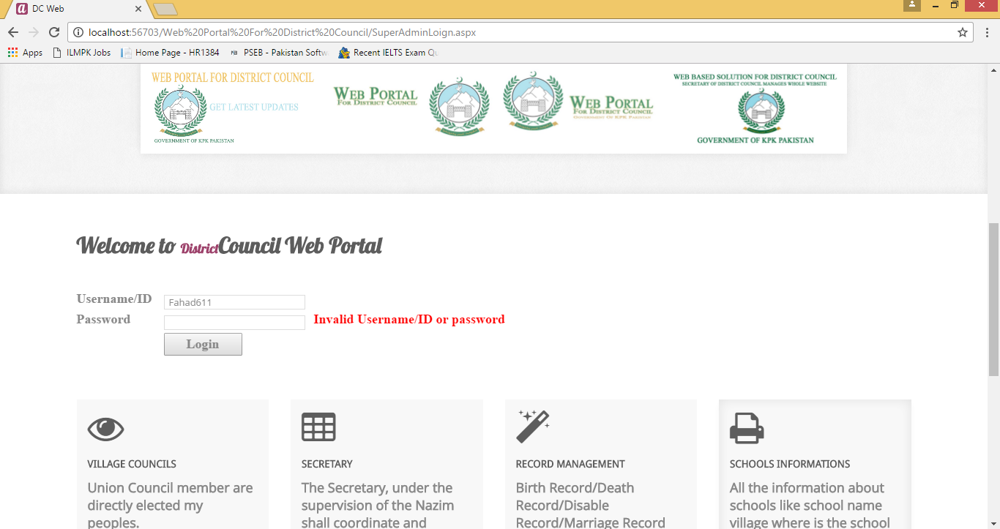 DC Web
localhost:56703/Web%20Portal%20For%20District%20Council/SuperAdminLoign.aspx
Apps
ILMPK Jobs
Home Page - HR1384
PSEB - Pakistan Softw
Recent IELTS Exam Qu
WEB PORTAL FOR DISTRICT COUNCIL
GET LATEST UPDATES
GOVERNMENT OF KPK PAKISTAN
WEB PORTAL
FOR DISTRICT COUNCIL
WEB PORTAL
FOR DISTRICT COUNCIL
GOVERNMENT OF KPK PAKISTAN
WEB BASED SOLUTION FOR DISTRICT COUNCIL
SECRETARY OF DISTRICT COUNCIL MANAGES WHOLE WEBSITE
GOVERNMENT OF KPK PAKISTAN
Welcome to DistrictCouncil Web Portal
Username/ID
Fahad611
Password
Invalid Username/ID or password
Login
VILLAGE COUNCILS
Union Council member are
directly elected my
peoples.
SECRETARY
The Secretary, under the
supervision of the Nazim
shall coordinate and
RECORD MANAGEMENT
Birth Record/Death
Record/Disable
Record/Marriage Record
SCHOOLS INFORMATIONS
All the information about
schools like school name
village where is the school